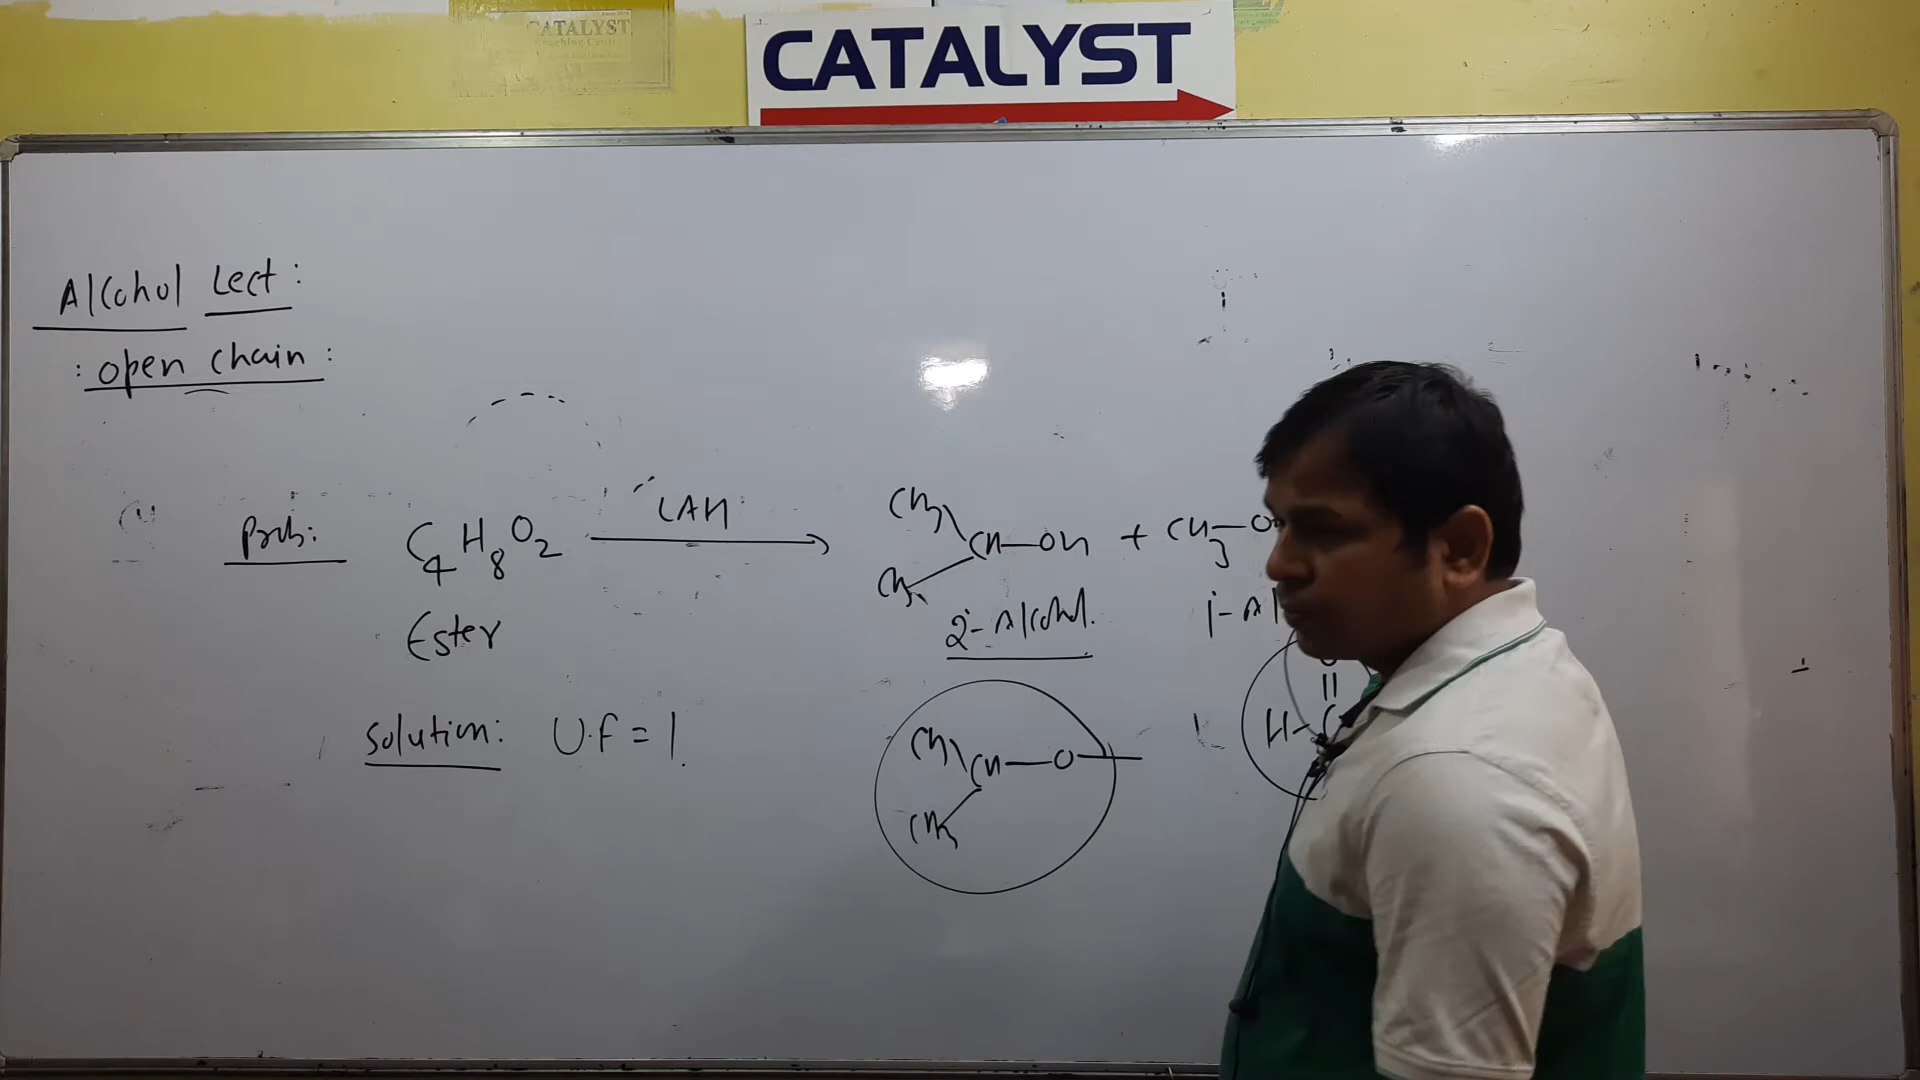 CATALYST
CATALYST
Alcohol Lect:
: open chain :
Prob: C4H8O2 LAH CH3 CH-OH + CH3-O
CH3
Ester 2°-Alcohol. 1°-Al
Solution: U.F = 1. CH3 CH-O- H-C
CH3